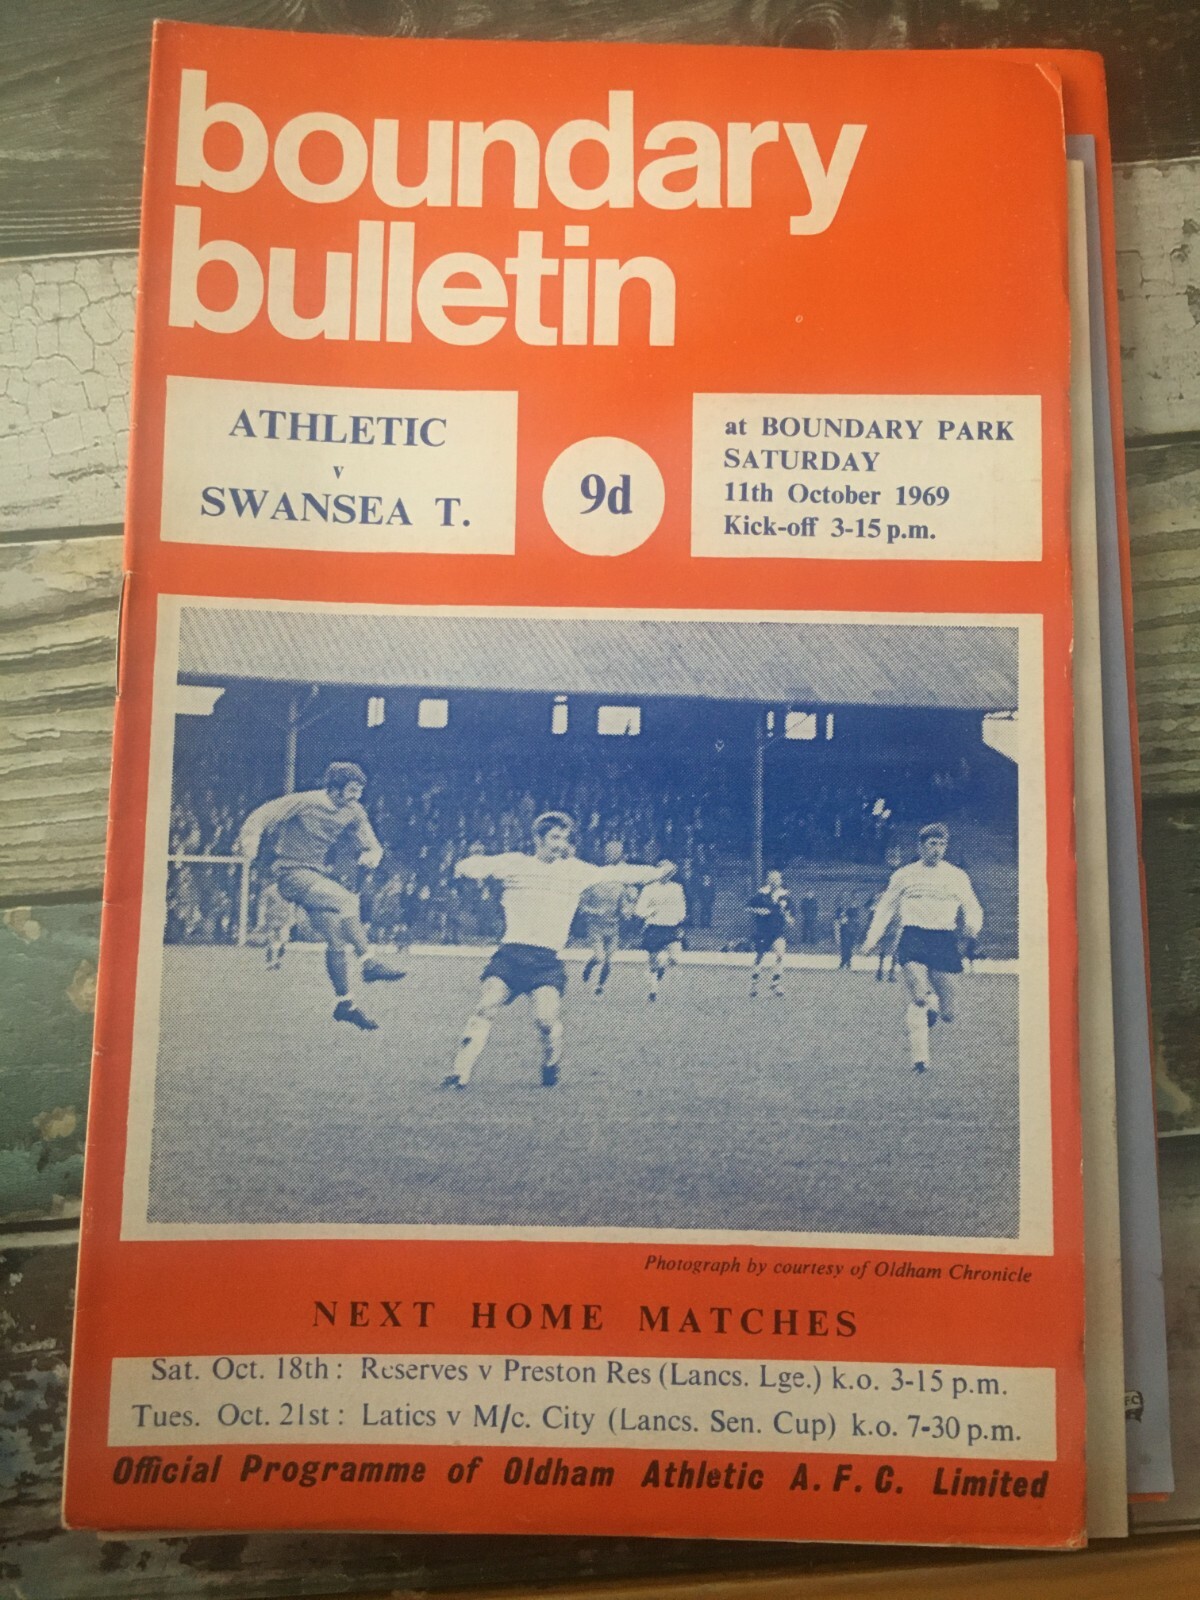 boundary
bulletin
ATHLETIC
v
SWANSEA T.
9d
at BOUNDARY PARK
SATURDAY
11th October 1969
Kick-off 3-15 p.m.
Photograph by courtesy of Oldham Chronicle
NEXT HOME MATCHES
Sat. Oct. 18th: Reserves v Preston Res (Lancs. Lge.) k.o. 3-15 p.m.
Tues. Oct. 21st: Latics v M/c. City (Lancs. Sen. Cup) k.o. 7-30 p.m.
Official Programme of Oldham Athletic A.F.C. Limited